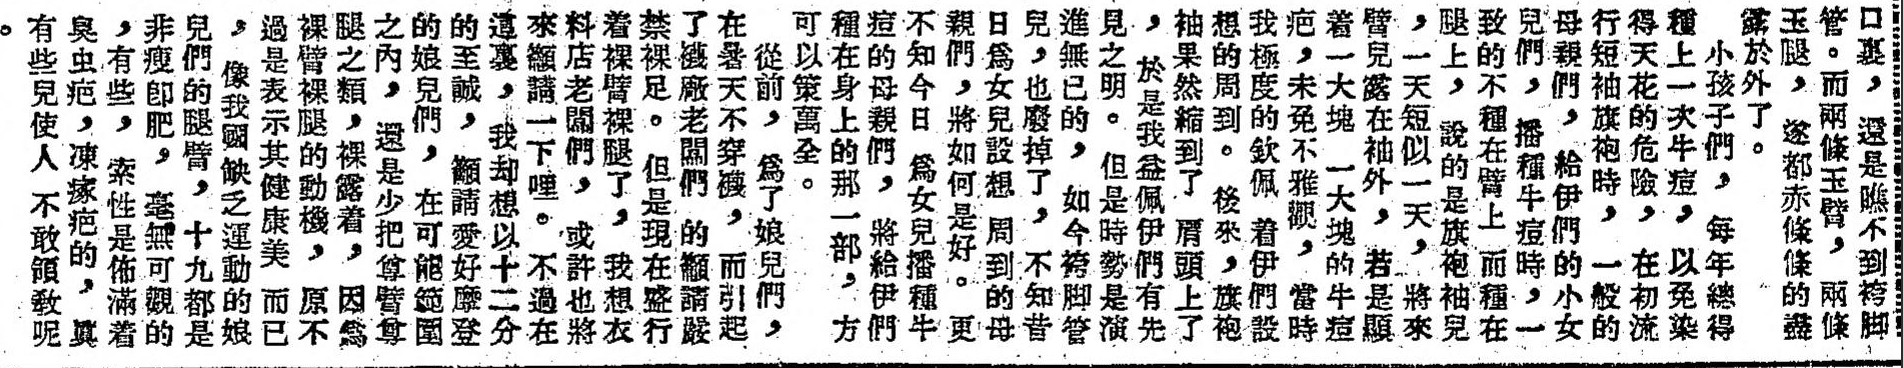 口裏，還是瞧不到袴脚
管。而兩條玉臂，兩條
玉腿，遂都赤條條的盡
露於外了。
小孩子們，每年總得
種上一次牛痘，以免染
得天花的危險，在初流
行短袖旗袍時，一般的
母親們，給伊們的小女
兒們，播種牛痘時，一
致的不種在臂上而種在
腿上，說的是旗袍袖兒
，一天短似一天，將來
臂兒露在袖外，若是顯
着一大塊一大塊的牛痘
疤，未免不雅觀，當時
我極度的欽佩着伊們設
想的周到。後來，旗袍
袖果然縮到了肩頭上了
，於是我益佩伊們有先
見之明。但是時勢是演
進無已的，如今袴脚管
兒，也廢掉了，不知昔
日爲女兒設想周到的母
親們，將如何是好。更
不知今日爲女兒播種牛
痘的母親們，將給伊們
種在身上的那一部，方
可以策萬全。
從前，爲了娘兒們，
在暑天不穿襪，而引起
了襪廠老闆們的籲請嚴
禁裸足。但是現在盛行
着裸臂裸腿了，我想衣
料店老闆們，或許也將
來籲請一下哩。不過在
這裏，我却想以十二分
的至誠，籲請愛好摩登
的娘兒們，在可能範圍
之內，還是少把尊臂尊
腿之類，裸露着，因爲
裸臂裸腿的動機，原不
過是表示其健康美而已
，像我國缺乏運動的娘
兒們的腿臂，十九都是
非瘦卽肥，毫無可觀的
，有些，索性是佈滿着
臭虫疤，凍瘃疤的，眞
有些兒使人不敢領敎呢
。